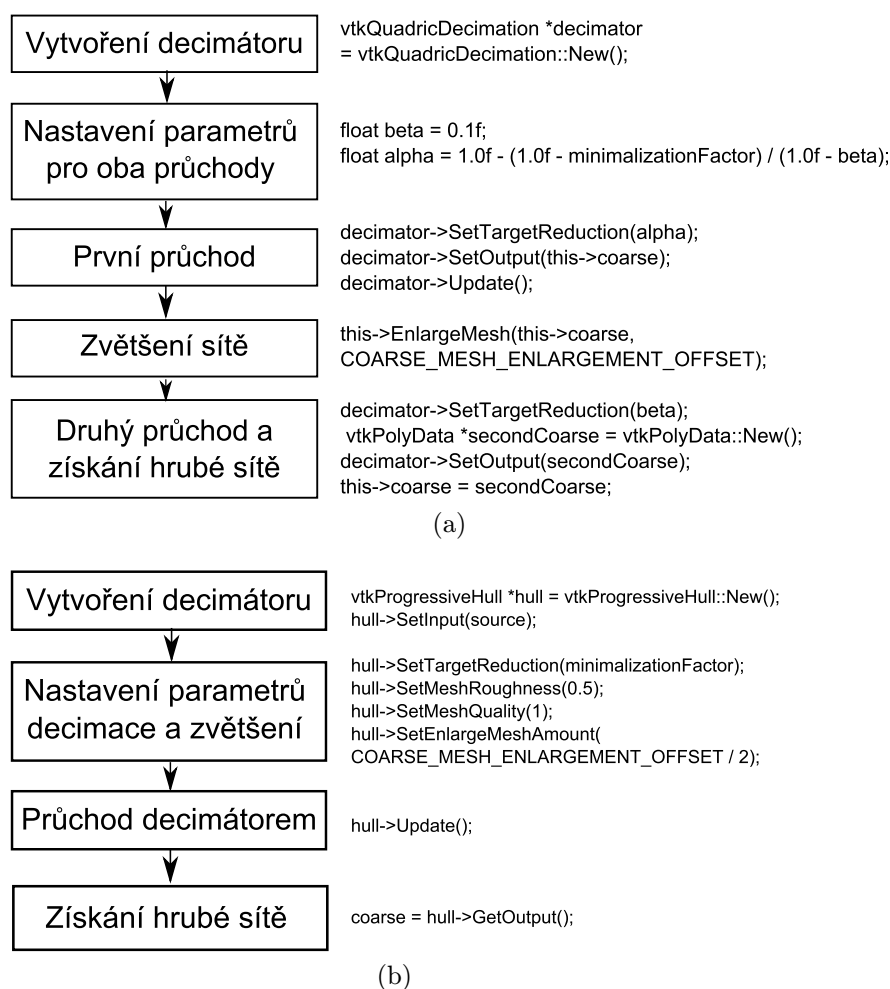 Vytvoření decimátoru
vtkQuadricDecimation *decimator
= vtkQuadricDecimation::New();
Nastavení parametrů
pro oba průchody
float beta = 0.1f;
float alpha = 1.0f - (1.0f - minimalizationFactor) / (1.0f - beta);
První průchod
decimator->SetTargetReduction(alpha);
decimator->SetOutput(this->coarse);
decimator->Update();
Zvětšení sítě
this->EnlargeMesh(this->coarse,
COARSE_MESH_ENLARGEMENT_OFFSET);
Druhý průchod a
získání hrubé sítě
decimator->SetTargetReduction(beta);
vtkPolyData *secondCoarse = vtkPolyData::New();
decimator->SetOutput(secondCoarse);
this->coarse = secondCoarse;
(a)
Vytvoření decimátoru
vtkProgressiveHull *hull = vtkProgressiveHull::New();
hull->SetInput(source);
Nastavení parametrů
decimace a zvětšení
hull->SetTargetReduction(minimalizationFactor);
hull->SetMeshRoughness(0.5);
hull->SetMeshQuality(1);
hull->SetEnlargeMeshAmount(
COARSE_MESH_ENLARGEMENT_OFFSET / 2);
Průchod decimátorem
hull->Update();
Získání hrubé sítě
coarse = hull->GetOutput();
(b)